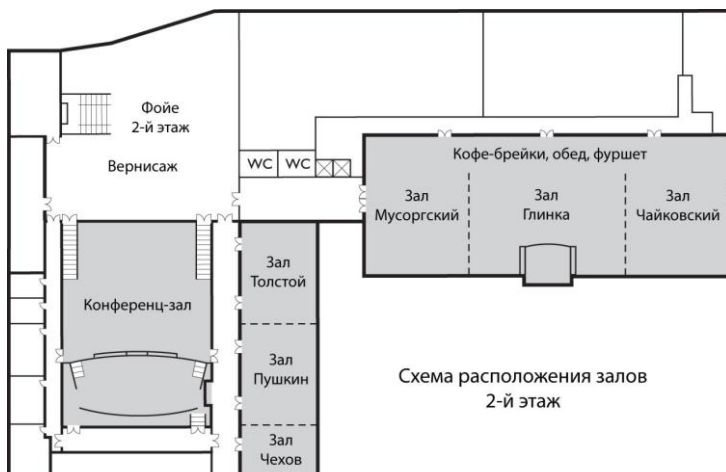 Фойе
2-й этаж
Вернисаж
WC
WC
Кофе-брейки, обед, фуршет
Зал
Мусоргский
Зал
Глинка
Зал
Чайковский
Зал
Толстой
Конференц-зал
Зал
Пушкин
Зал
Чехов
Схема расположения залов
2-й этаж